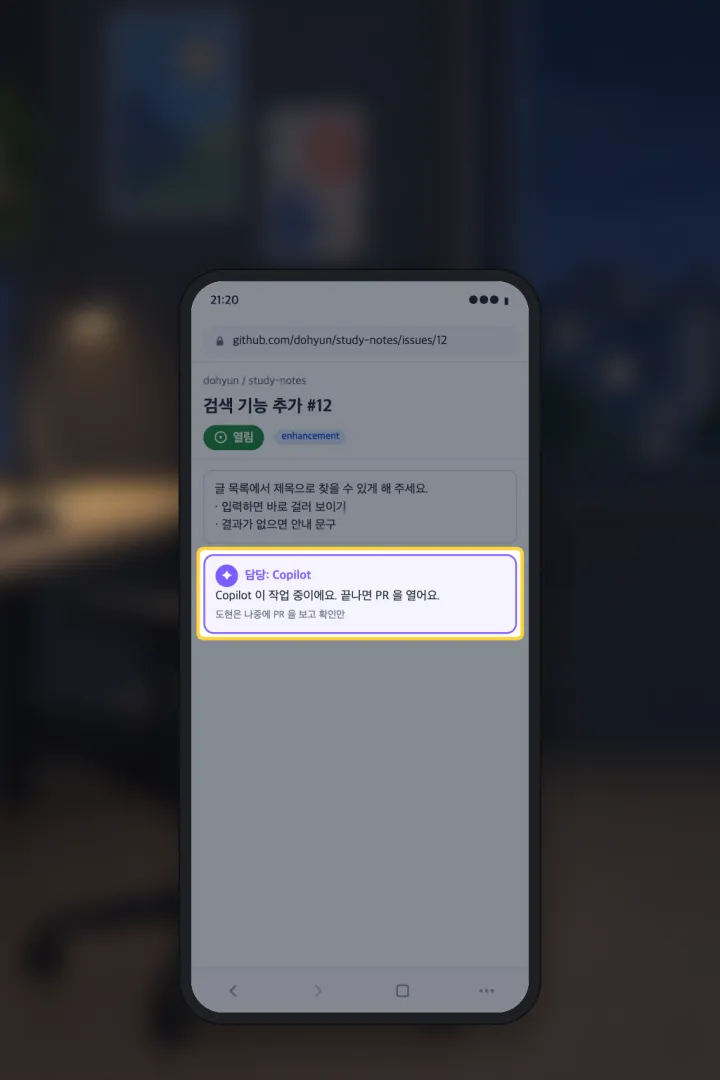 21:20
github.com/dohyun/study-notes/issues/12
dohyun / study-notes
검색 기능 추가 #12
열림 enhancement
글 목록에서 제목으로 찾을 수 있게 해 주세요.
· 입력하면 바로 걸러 보이기
· 결과가 없으면 안내 문구
담당: Copilot
Copilot 이 작업 중이에요. 끝나면 PR 을 열어요.
도현은 나중에 PR 을 보고 확인만